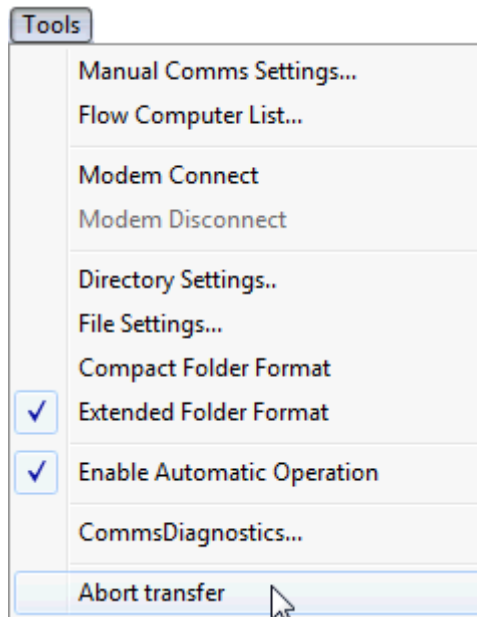 Tools
Manual Comms Settings...
Flow Computer List...
Modem Connect
Modem Disconnect
Directory Settings..
File Settings...
Compact Folder Format
Extended Folder Format
Enable Automatic Operation
CommsDiagnostics...
Abort transfer